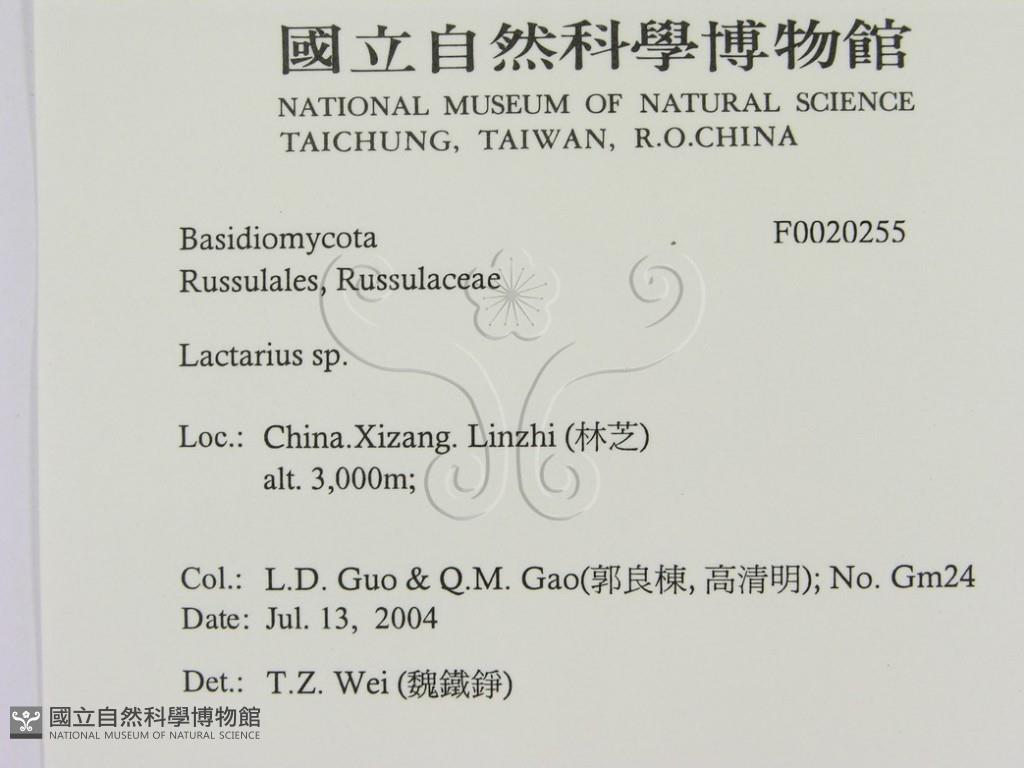 國立自然科學博物館
NATIONAL MUSEUM OF NATURAL SCIENCE
TAICHUNG, TAIWAN, R.O.CHINA
Basidiomycota F0020255
Russulales, Russulaceae
Lactarius sp.
Loc.: China.Xizang. Linzhi (林芝)
alt. 3,000m;
Col.: L.D. Guo & Q.M. Gao(郭良棟, 高清明); No. Gm24
Date: Jul. 13, 2004
Det.: T.Z. Wei (魏鐵錚)
國立自然科學博物館
NATIONAL MUSEUM OF NATURAL SCIENCE